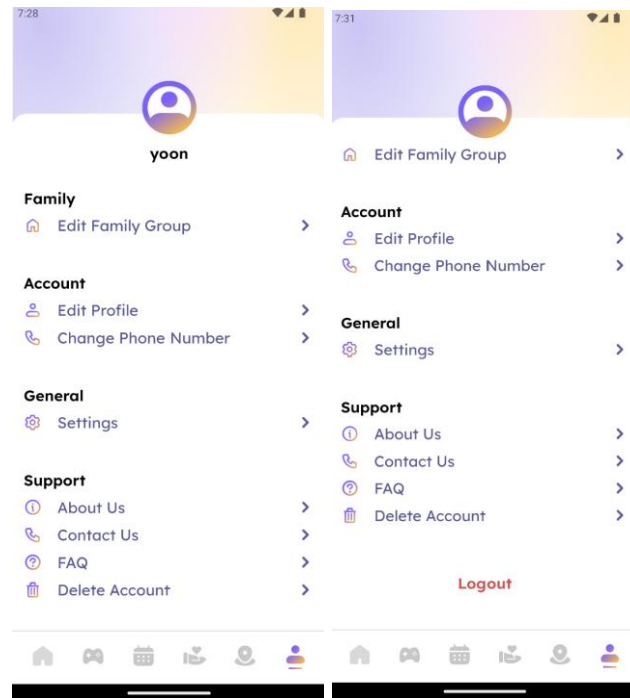 7:28
yoon
Family
Edit Family Group
Account
Edit Profile
Change Phone Number
General
Settings
Support
About Us
Contact Us
FAQ
Delete Account
7:31
Edit Family Group
Account
Edit Profile
Change Phone Number
General
Settings
Support
About Us
Contact Us
FAQ
Delete Account
Logout